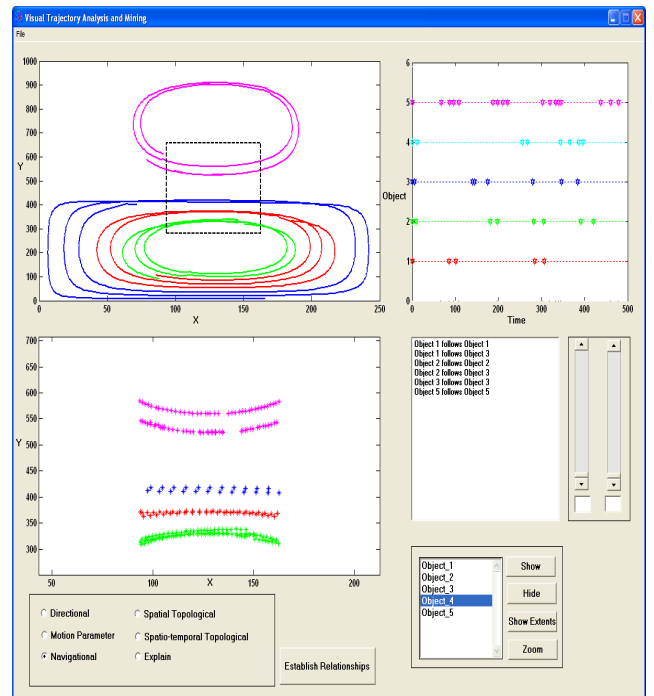 Visual Trajectory Analysis and Mining
File
1000
900
800
700
600
500
400
300
200
100
0
Y
0 50 100 150 200 250
X
6
5
4
3
2
1
0
Object
0 100 200 300 400 500
Time
700
650
600
550
500
450
400
350
300
Y
50 100 150 200
X
Object 1 follows Object 1
Object 1 follows Object 3
Object 2 follows Object 2
Object 2 follows Object 3
Object 3 follows Object 3
Object 5 follows Object 5
Object_1
Object_2
Object_3
Object_4
Object_5
Show
Hide
Show Extents
Zoom
Directional
Spatial Topological
Motion Parameter
Spatio-temporal Topological
Navigational
Explain
Establish Relationships